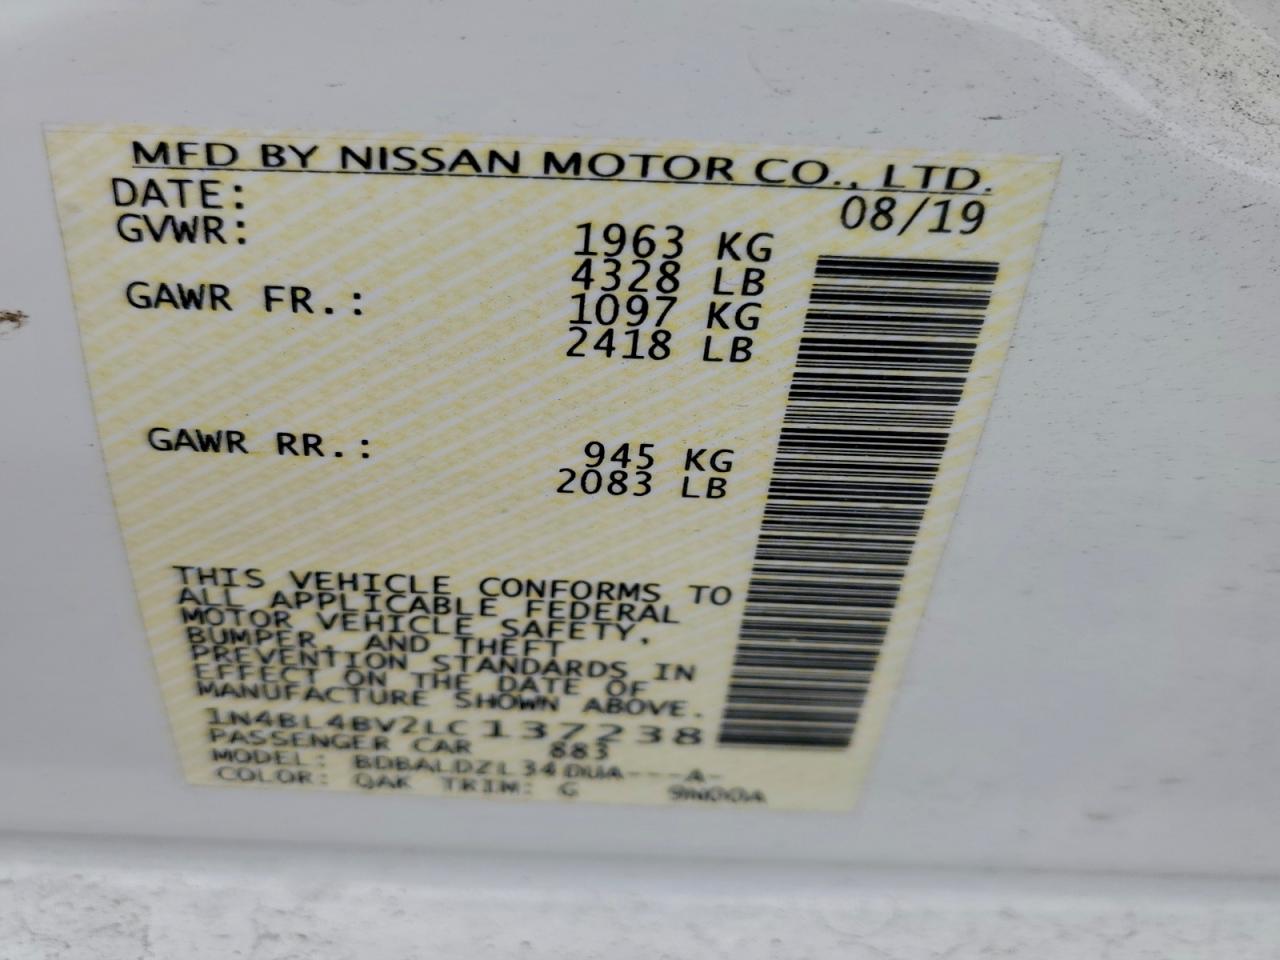 MFD BY NISSAN MOTOR CO., LTD.
DATE: 08/19
GVWR: 1963 KG
4328 LB
GAWR FR.: 1097 KG
2418 LB
GAWR RR.: 945 KG
2083 LB
THIS VEHICLE CONFORMS TO
ALL APPLICABLE FEDERAL
MOTOR VEHICLE SAFETY,
BUMPER, AND THEFT
PREVENTION STANDARDS IN
EFFECT ON THE DATE OF
MANUFACTURE SHOWN ABOVE.
1N4BL4BV2LC137238
PASSENGER CAR 883
MODEL: BDBALDZL34DUA---A-
COLOR: QAK TRIM: G